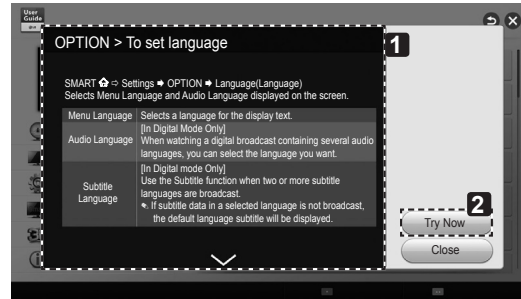 User
Guide
OPTION > To set language
1
SMART ⇨ Settings ➡ OPTION ➡ Language(Language)
Selects Menu Language and Audio Language displayed on the screen.
Menu Language Selects a language for the display text.
Audio Language
[In Digital Mode Only]
When watching a digital broadcast containing several audio
languages, you can select the language you want.
Subtitle
Language
[In Digital mode Only]
Use the Subtitle function when two or more subtitle
languages are broadcast.
If subtitle data in a selected language is not broadcast,
the default language subtitle will be displayed.
2
Try Now
Close